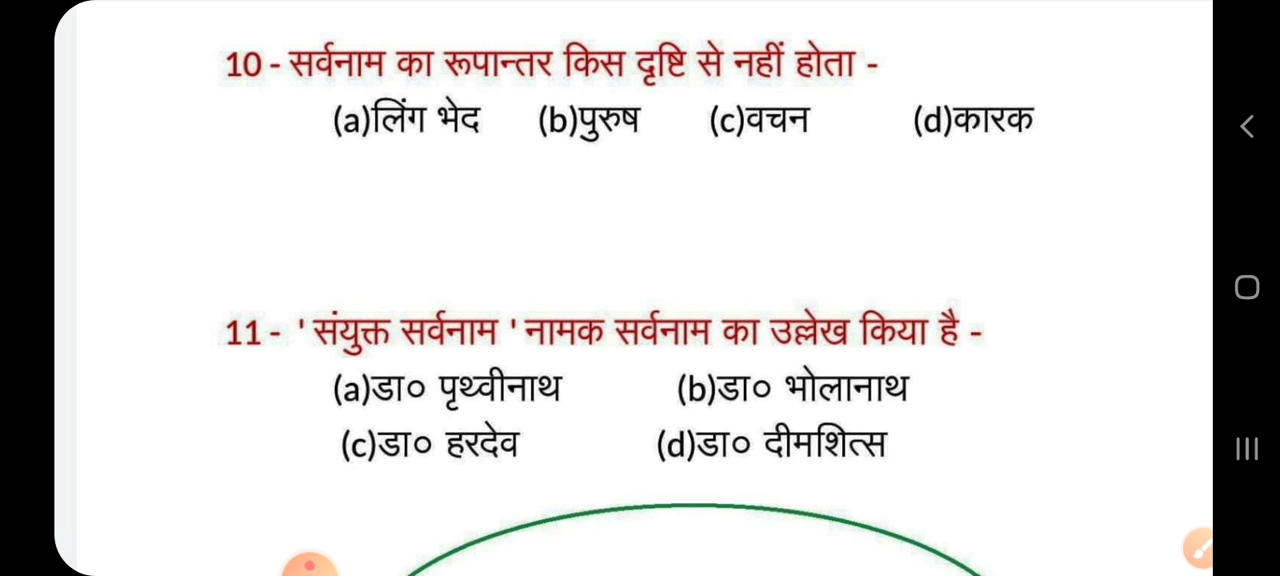 10 - सर्वनाम का रूपान्तर किस दृष्टि से नहीं होता -
(a)लिंग भेद (b)पुरुष (c)वचन (d)कारक
11 - ' संयुक्त सर्वनाम ' नामक सर्वनाम का उल्लेख किया है -
(a)डा० पृथ्वीनाथ (b)डा० भोलानाथ
(c)डा० हरदेव (d)डा० दीमशित्स